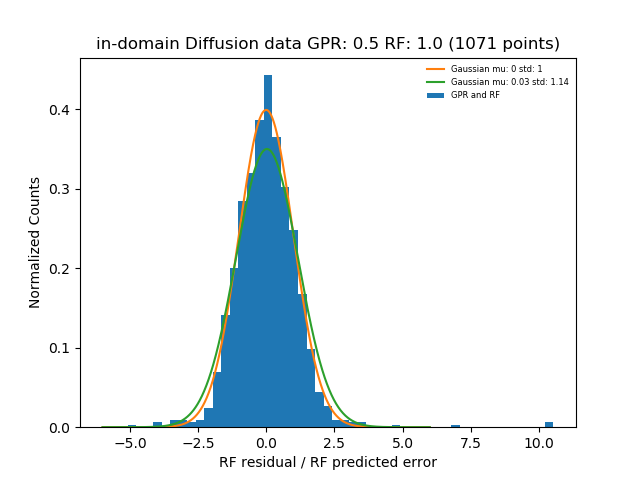 in-domain Diffusion data GPR: 0.5 RF: 1.0 (1071 points)
Gaussian mu: 0 std: 1
Gaussian mu: 0.03 std: 1.14
GPR and RF
Normalized Counts
0.4
0.3
0.2
0.1
0.0
−5.0 −2.5 0.0 2.5 5.0 7.5 10.0
RF residual / RF predicted error